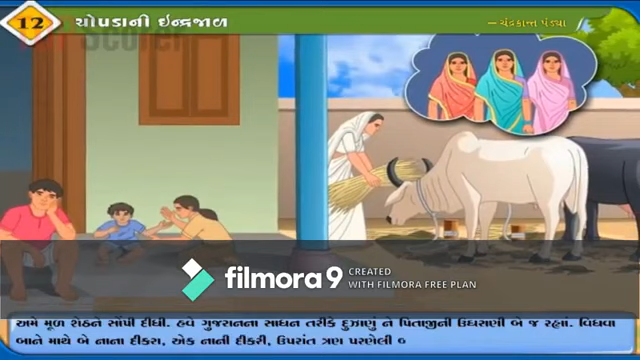 12 ચોપડાની ઇન્દ્રજાળ
– ચંદ્રકાન્ત પંડ્યા
filmora9
CREATED
WITH FILMORA FREE PLAN
અમે મૂળ શેઠને સોંપી દીધી. હવે ગુજરાનના સાધન તરીકે દુઝાણું ને પિતાજીની ઉઘરાણી બે જ રહ્યાં. વિધવા
બાને માથે બે નાના દીકરા, એક નાની દીકરી, ઉપરાંત ત્રણ પરણેલી